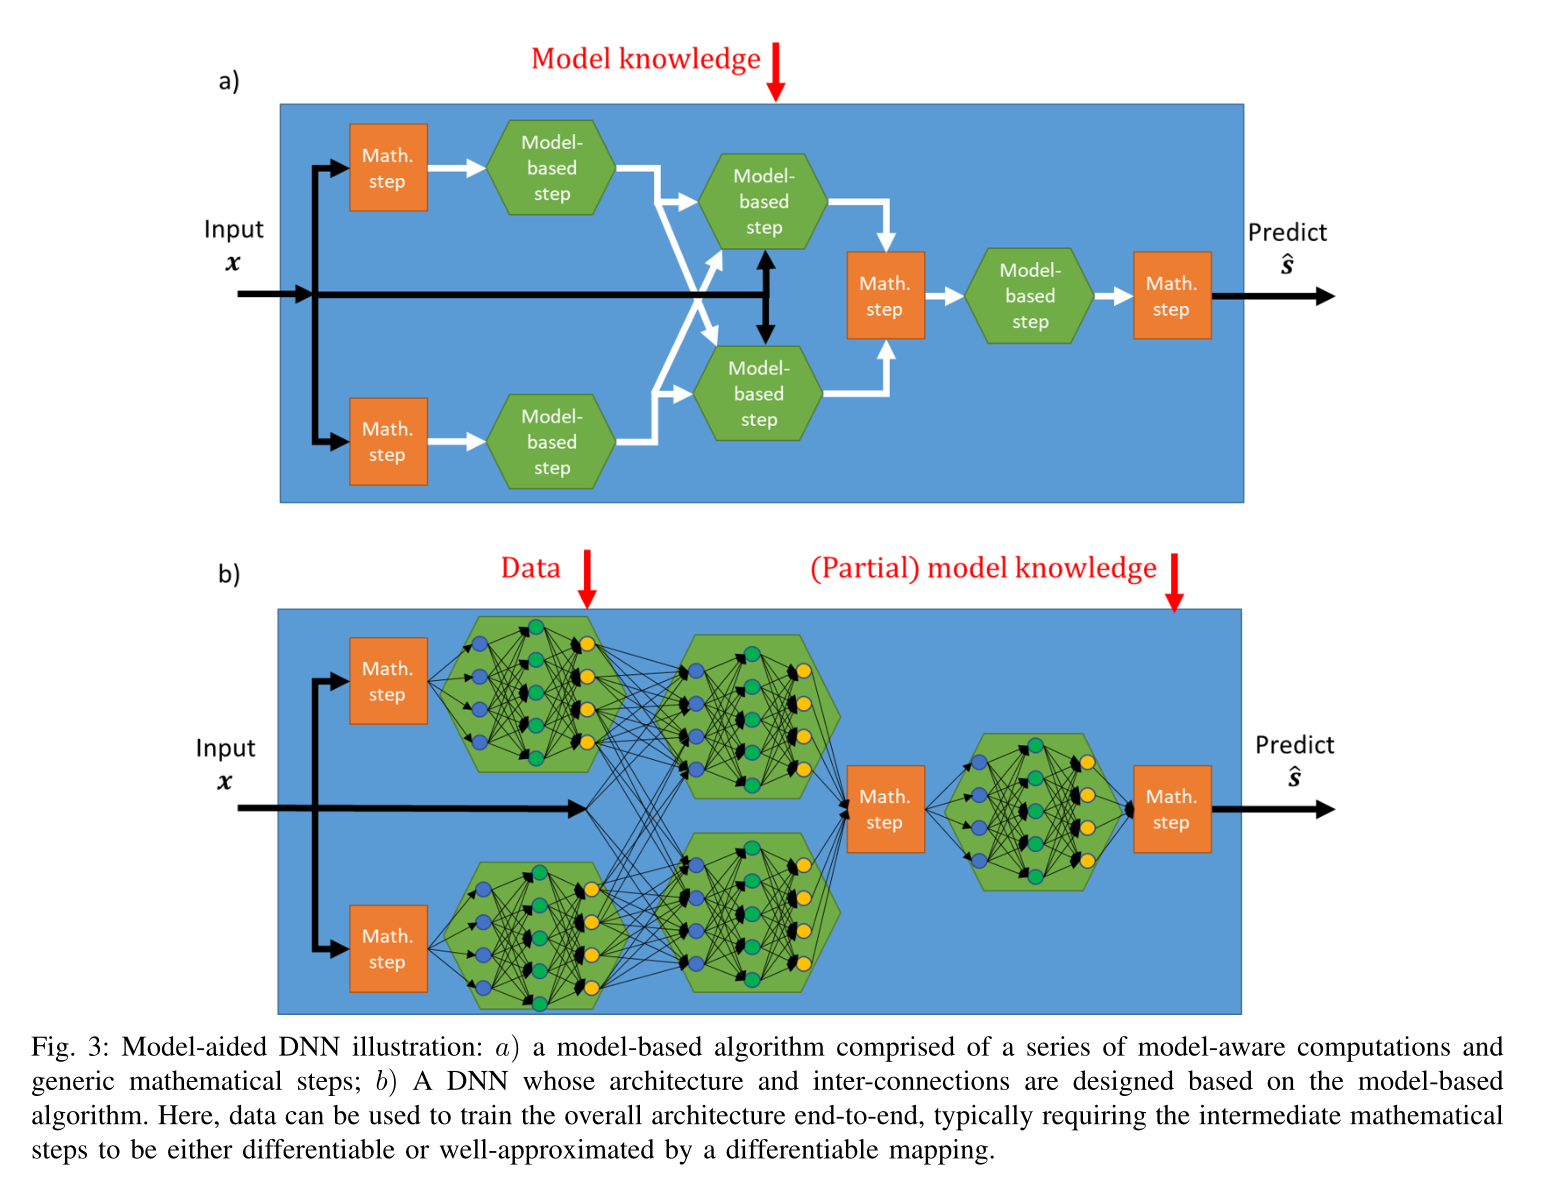 Model knowledge
a)
Math.
step
Model-
based
step
Model-
based
step
Input
x
Math.
step
Model-
based
step
Math.
step
Predict
ŝ
Model-
based
step
Math.
step
Model-
based
step
Data
(Partial) model knowledge
b)
Math.
step
Input
x
Math.
step
Math.
step
Predict
ŝ
Math.
step
Fig. 3: Model-aided DNN illustration: a) a model-based algorithm comprised of a series of model-aware computations and
generic mathematical steps; b) A DNN whose architecture and inter-connections are designed based on the model-based
algorithm. Here, data can be used to train the overall architecture end-to-end, typically requiring the intermediate mathematical
steps to be either differentiable or well-approximated by a differentiable mapping.